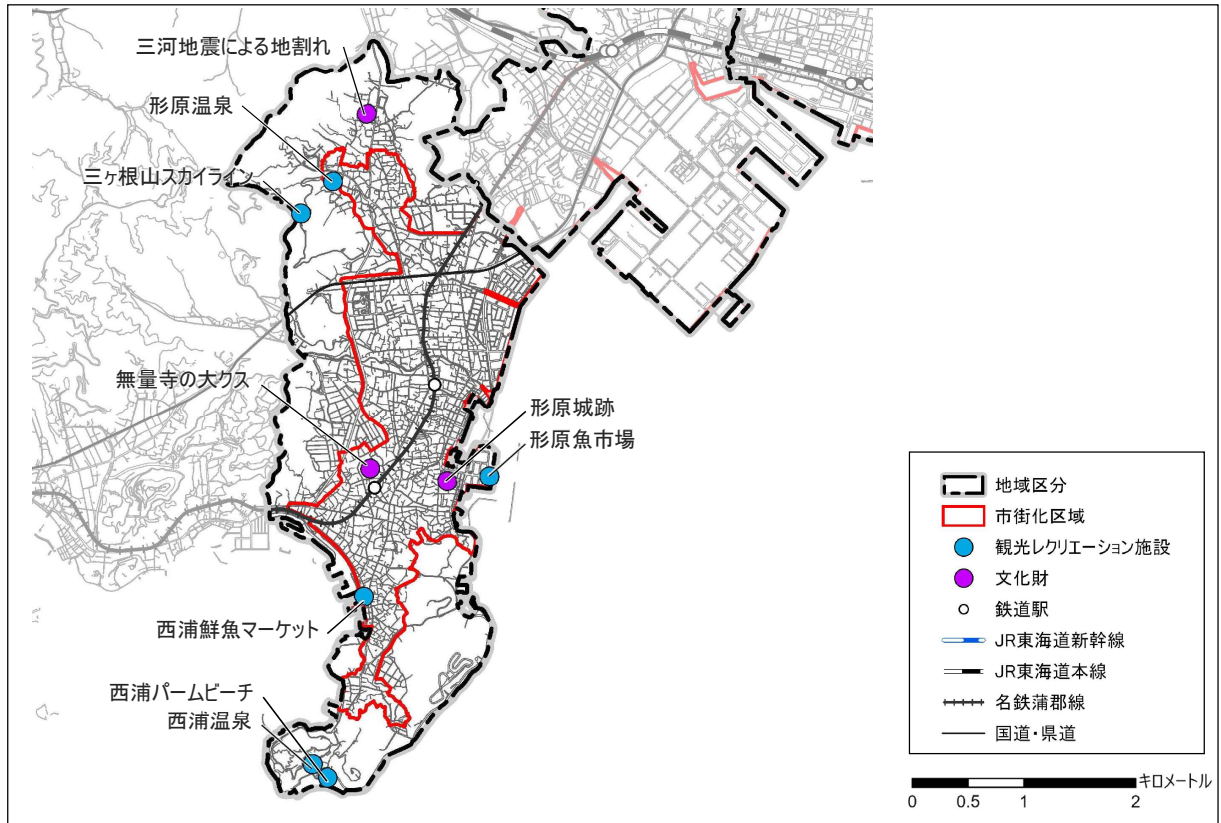 三河地震による地割れ
形原温泉
三ヶ根山スカイライン
無量寺の大クス
形原城跡
形原魚市場
西浦鮮魚マーケット
西浦パームビーチ
西浦温泉
地域区分
市街化区域
観光レクリエーション施設
文化財
鉄道駅
JR東海道新幹線
JR東海道本線
名鉄蒲郡線
国道・県道
キロメートル
0 0.5 1 2